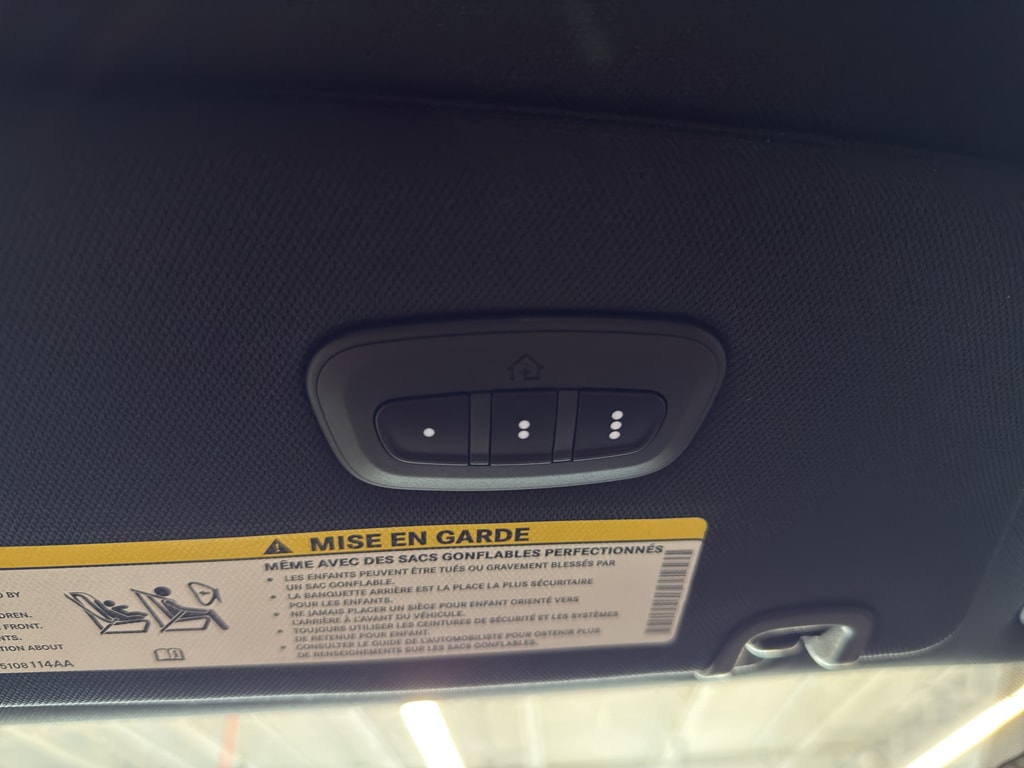 MISE EN GARDE
MÊME AVEC DES SACS GONFLABLES PERFECTIONNÉS
• LES ENFANTS PEUVENT ÊTRE TUÉS OU GRAVEMENT BLESSÉS PAR
UN SAC GONFLABLE.
• LA BANQUETTE ARRIÈRE EST LA PLACE LA PLUS SÉCURITAIRE
POUR LES ENFANTS.
• NE JAMAIS PLACER UN SIÈGE POUR ENFANT ORIENTÉ VERS
L'ARRIÈRE À L'AVANT DU VÉHICULE.
• TOUJOURS UTILISER LES CEINTURES DE SÉCURITÉ ET LES SYSTÈMES
DE RETENUE POUR ENFANT.
• CONSULTER LE GUIDE DE L'AUTOMOBILISTE POUR OBTENIR PLUS
DE RENSEIGNEMENTS SUR LES SACS GONFLABLES.
D BY
DREN.
FRONT.
NTS.
TION ABOUT
5108114AA